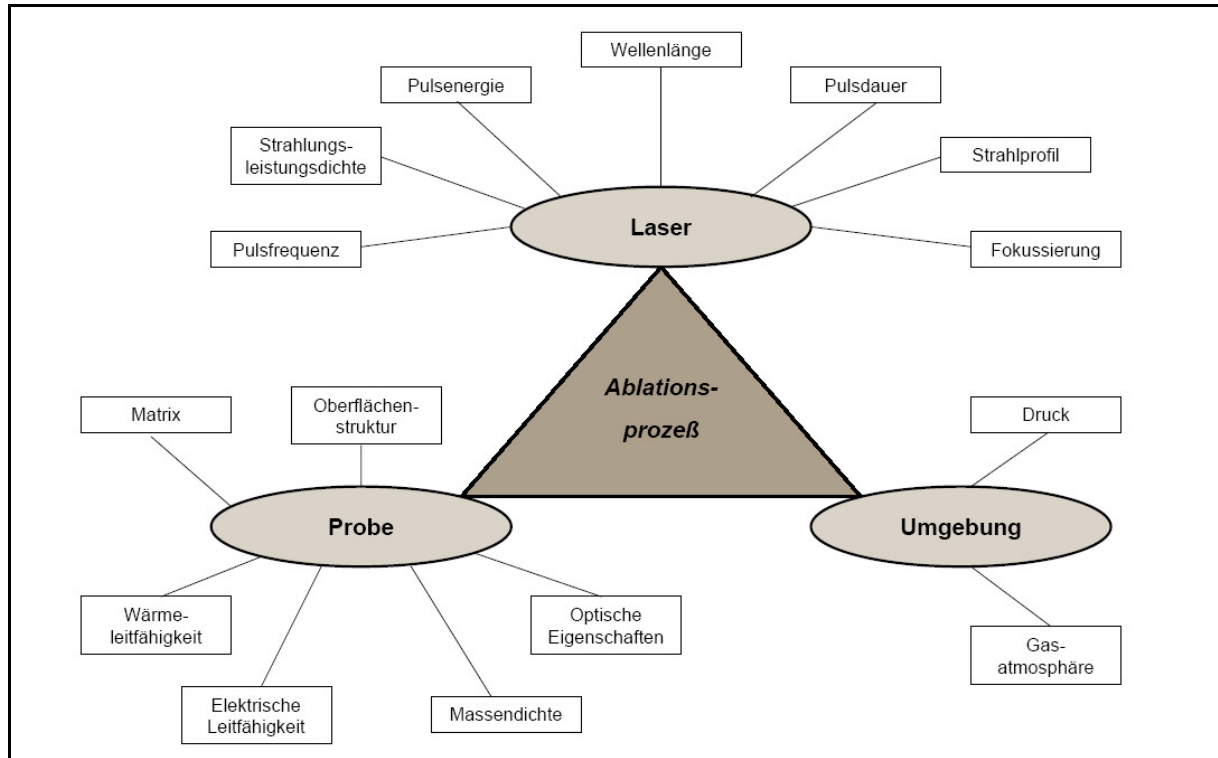 Wellenlänge
Pulsenergie
Pulsdauer
Strahlungs-
leistungsdichte
Strahlprofil
Laser
Pulsfrequenz
Fokussierung
Ablations-
prozeß
Matrix
Oberflächen-
struktur
Druck
Probe
Umgebung
Wärme-
leitfähigkeit
Optische
Eigenschaften
Gas-
atmosphäre
Elektrische
Leitfähigkeit
Massendichte